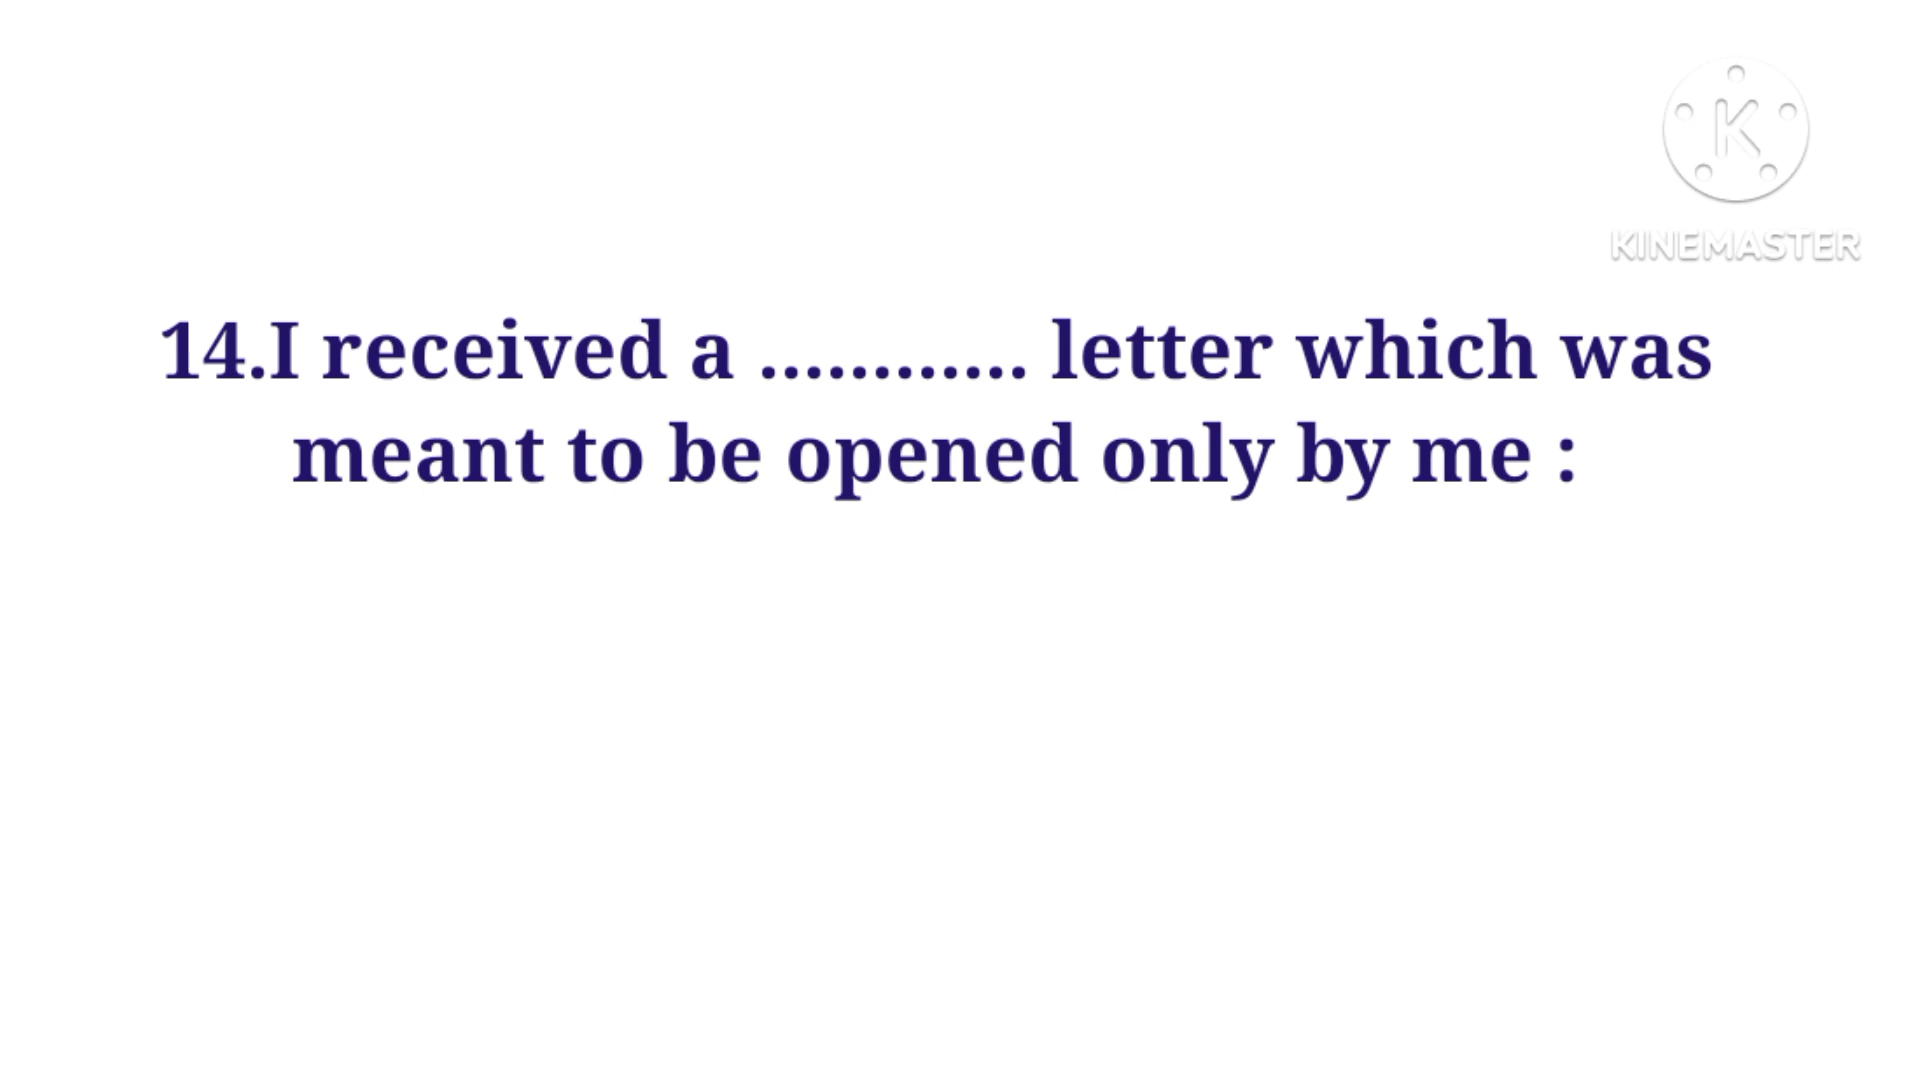 K
KINEMASTER
14.I received a ............ letter which was
meant to be opened only by me :